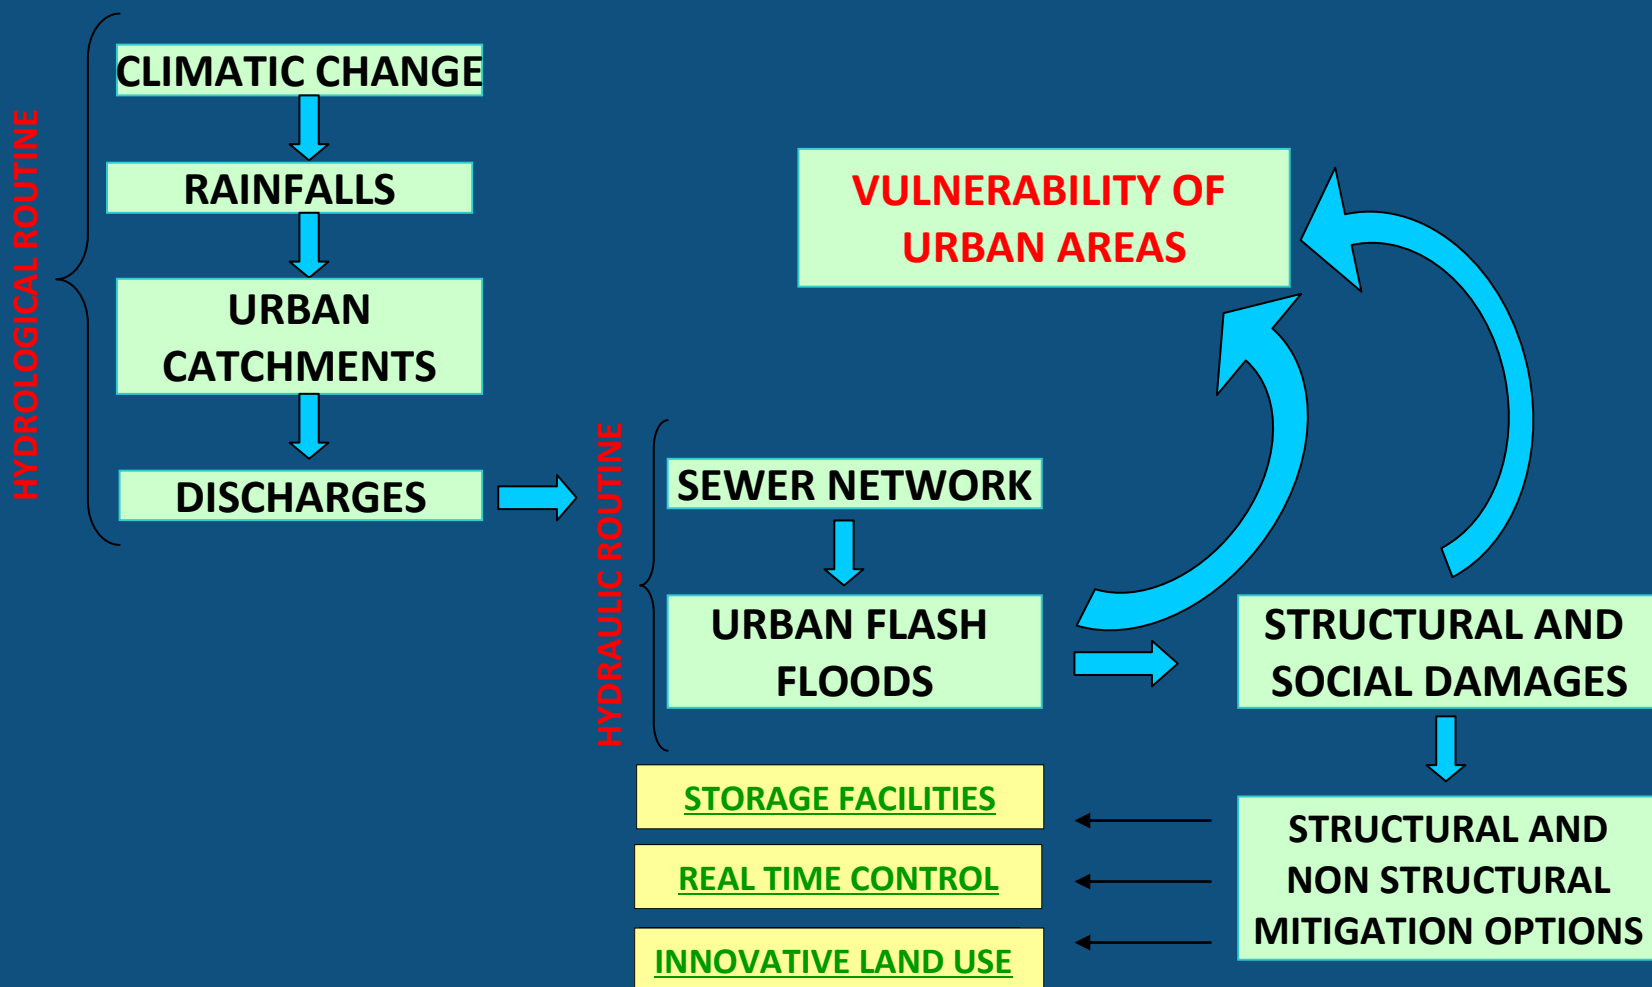 HYDROLOGICAL ROUTINE
CLIMATIC CHANGE
RAINFALLS
URBAN
CATCHMENTS
DISCHARGES
HYDRAULIC ROUTINE
SEWER NETWORK
URBAN FLASH
FLOODS
VULNERABILITY OF
URBAN AREAS
STRUCTURAL AND
SOCIAL DAMAGES
STRUCTURAL AND
NON STRUCTURAL
MITIGATION OPTIONS
STORAGE FACILITIES
REAL TIME CONTROL
INNOVATIVE LAND USE